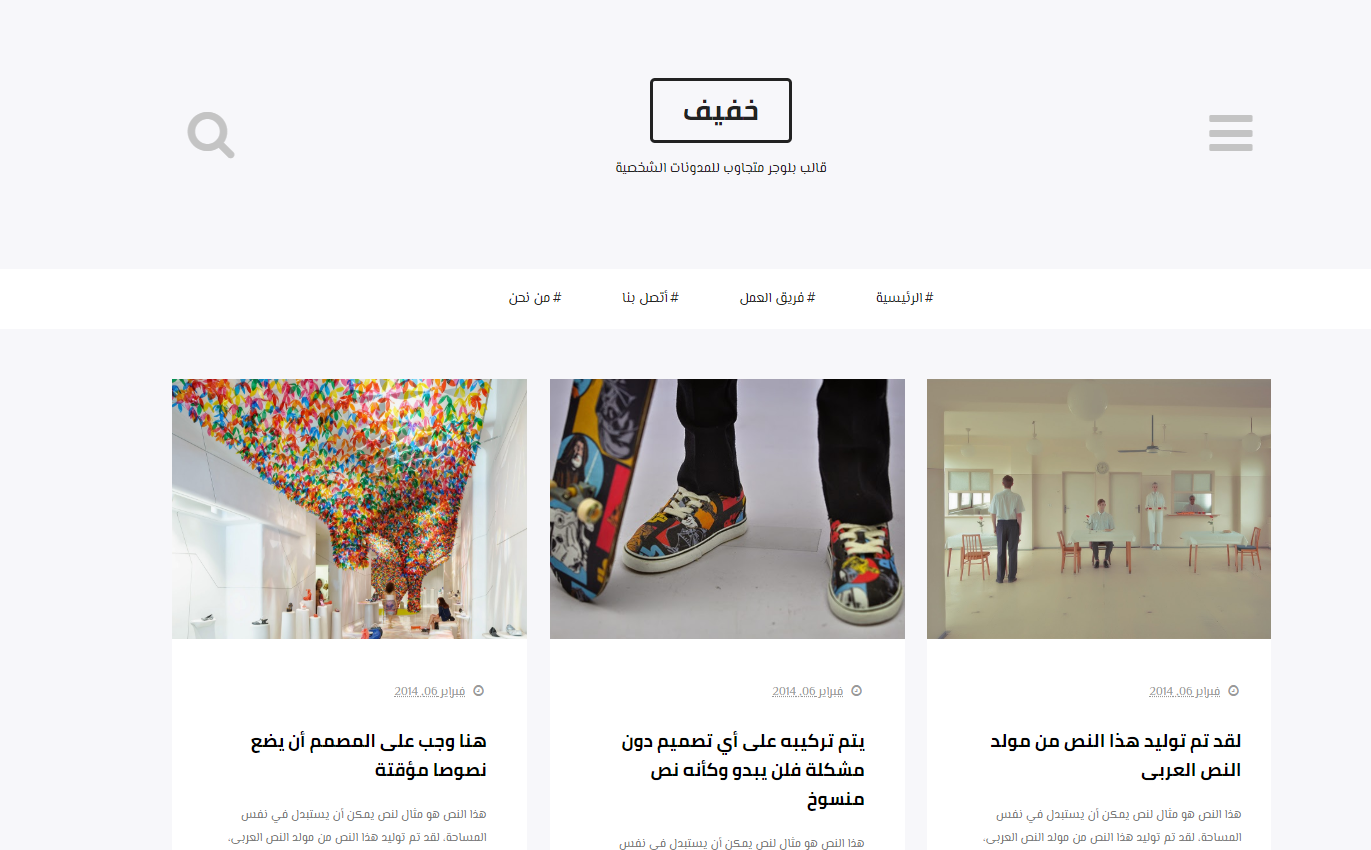 خفيف
قالب بلوجر متجاوب للمدونات الشخصية
# الرئيسية
# فريق العمل
# أتصل بنا
# من نحن
فبراير 06, 2014
لقد تم توليد هذا النص من مولد
النص العربى
هذا النص هو مثال لنص يمكن أن يستبدل في نفس
المساحة، لقد تم توليد هذا النص من مولد النص العربى،
فبراير 06, 2014
يتم تركيبه على أي تصميم دون
مشكلة فلن يبدو وكأنه نص
منسوخ
هذا النص هو مثال لنص يمكن أن يستبدل في نفس
فبراير 06, 2014
هنا وجب على المصمم أن يضع
نصوصا مؤقتة
هذا النص هو مثال لنص يمكن أن يستبدل في نفس
المساحة، لقد تم توليد هذا النص من مولد النص العربى،